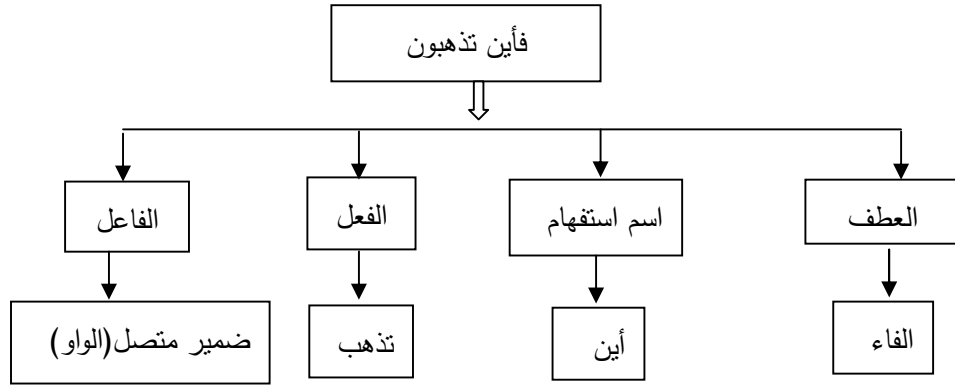 فأين تذهبون
العطف
اسم استفهام
الفعل
الفاعل
الفاء
أين
تذهب
ضمير متصل(الواو)